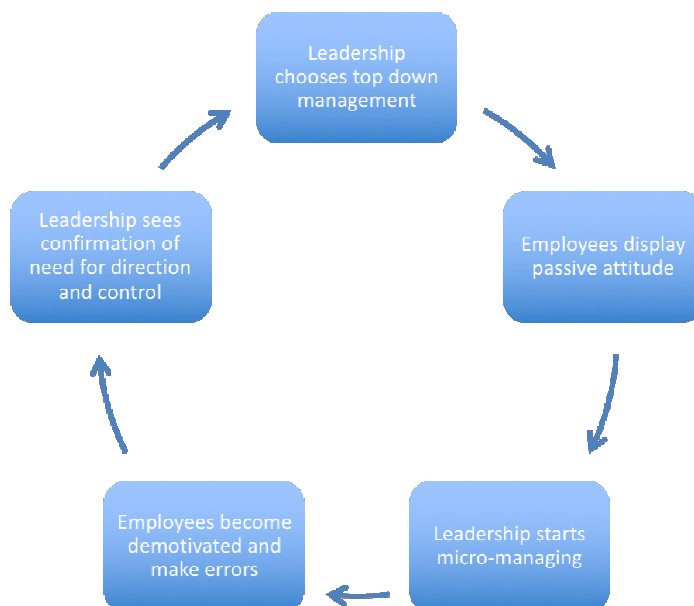 Leadership
chooses top down
management
Employees display
passive attitude
Leadership starts
micro-managing
Employees become
demotivated and
make errors
Leadership sees
confirmation of
need for direction
and control